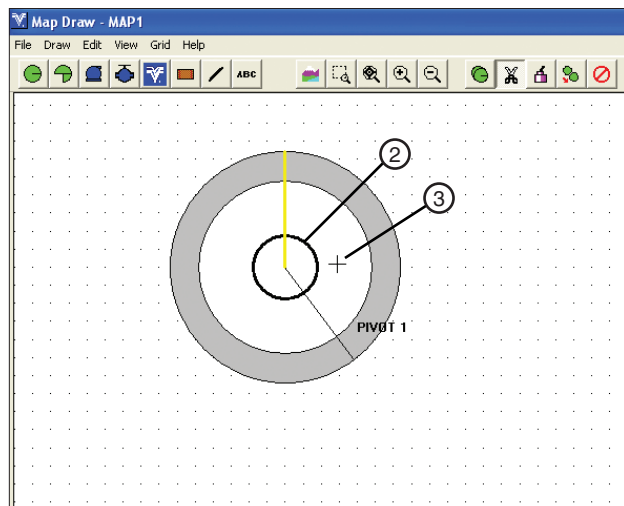 Map Draw - MAP1
File Draw Edit View Grid Help
ABC
2
3
PIVOT 1